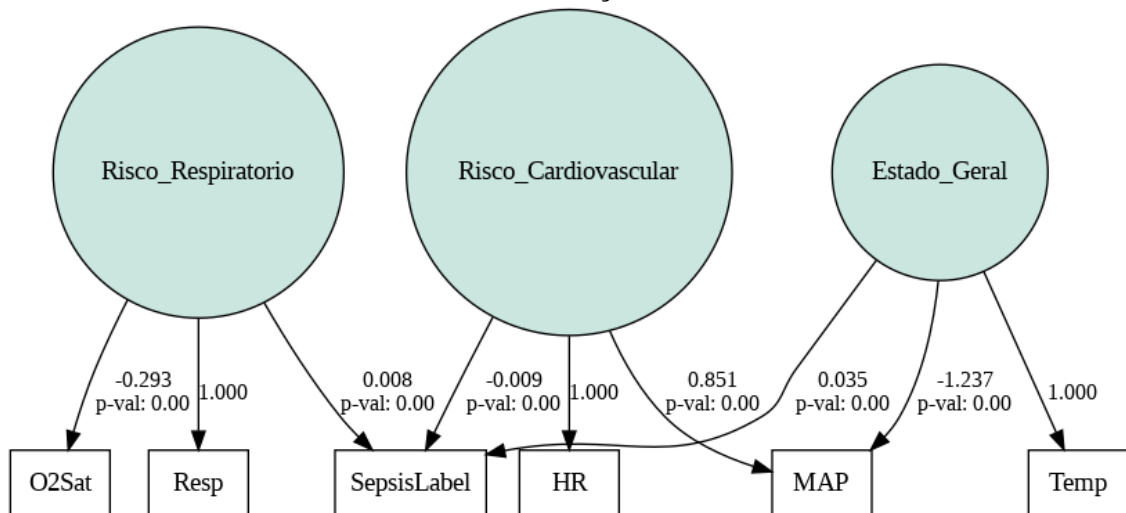 Risco_Respiratorio
Risco_Cardiovascular
Estado_Geral
-0.293
p-val: 0.00
1.000
0.008
p-val: 0.00
-0.009
p-val: 0.00
1.000
0.851
p-val: 0.00
0.035
p-val: 0.00
-1.237
p-val: 0.00
1.000
O2Sat
Resp
SepsisLabel
HR
MAP
Temp